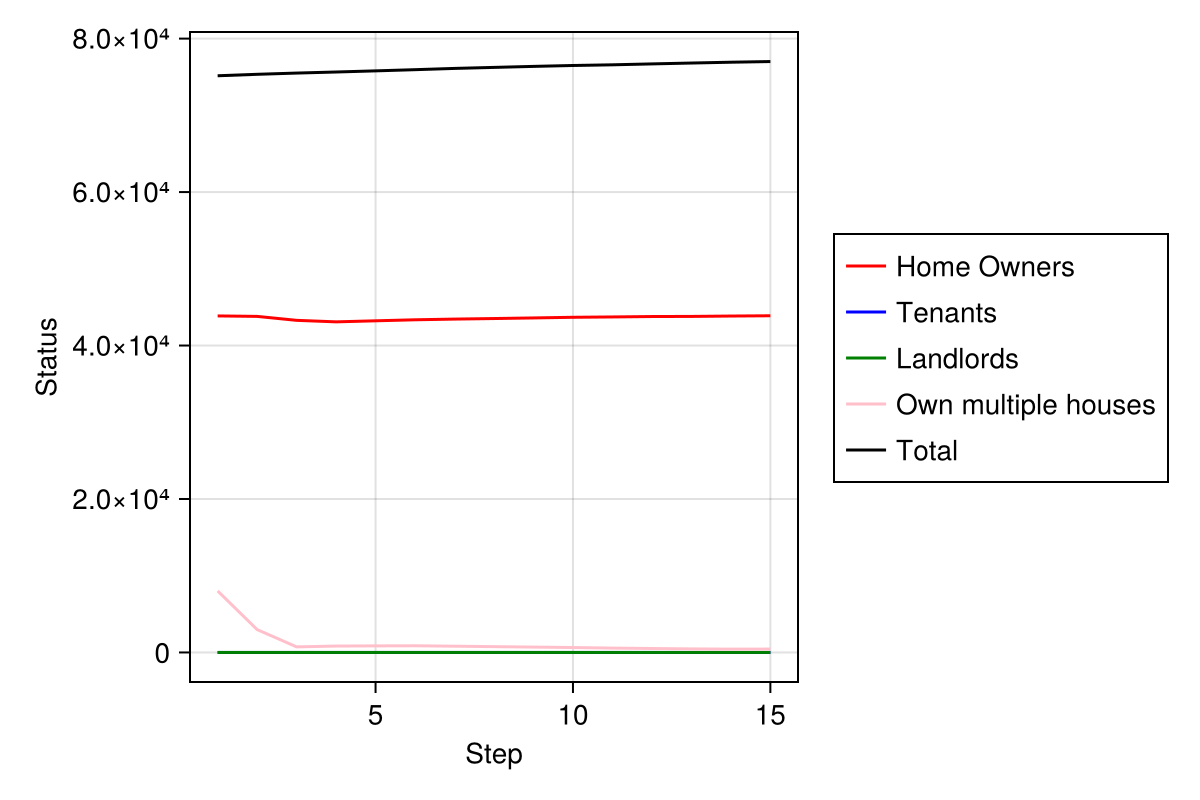 8.0×10⁴
6.0×10⁴
4.0×10⁴
2.0×10⁴
0
Status
5 10 15
Step
Home Owners
Tenants
Landlords
Own multiple houses
Total